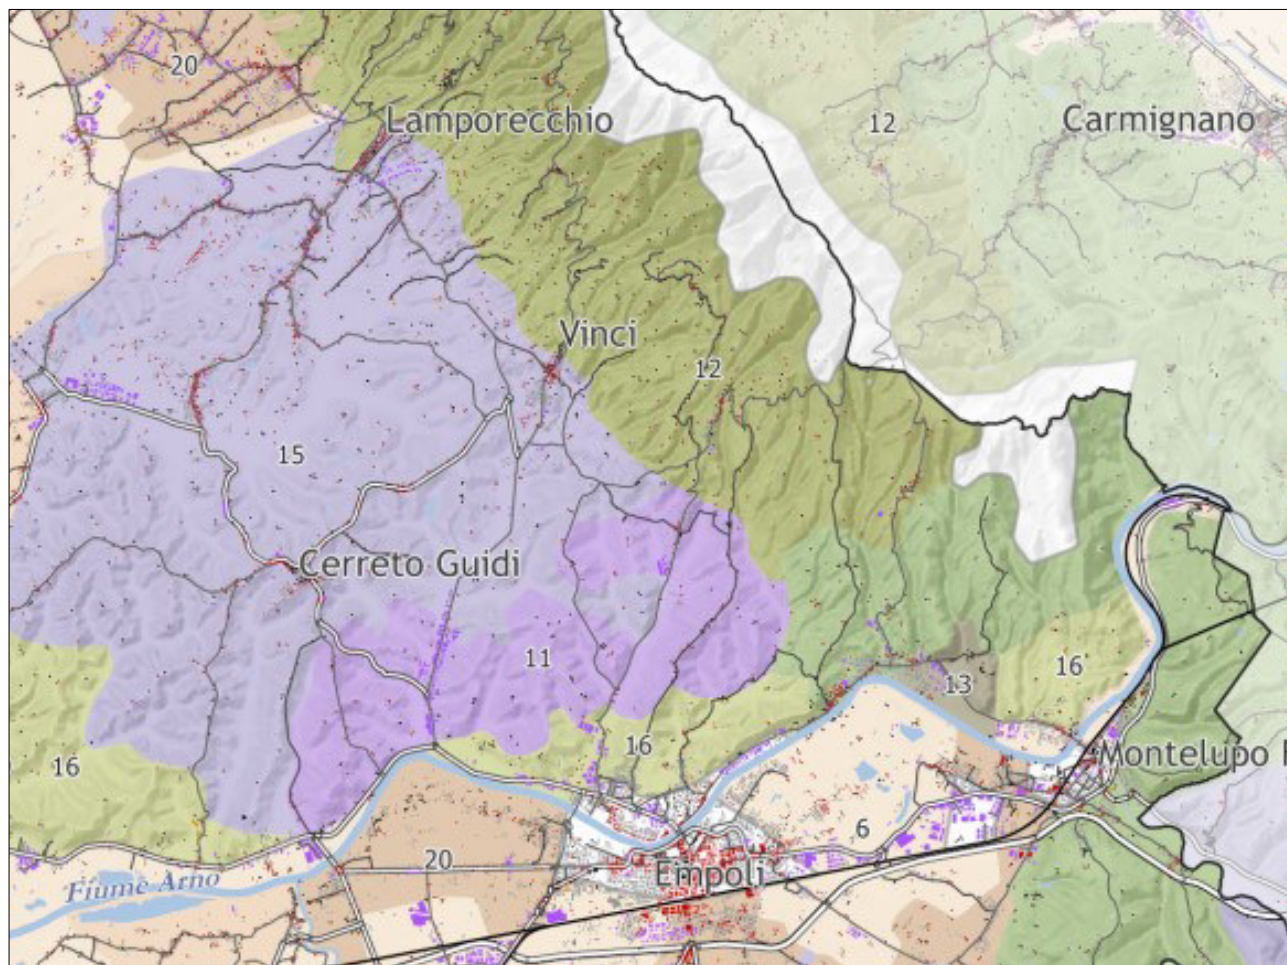 20
Lamporecchio
12
Carmignano
Vinci
12
15
Cerreto Guidi
11
13
16
16
16
Montelupo
6
20
Empoli
Fiume Arno